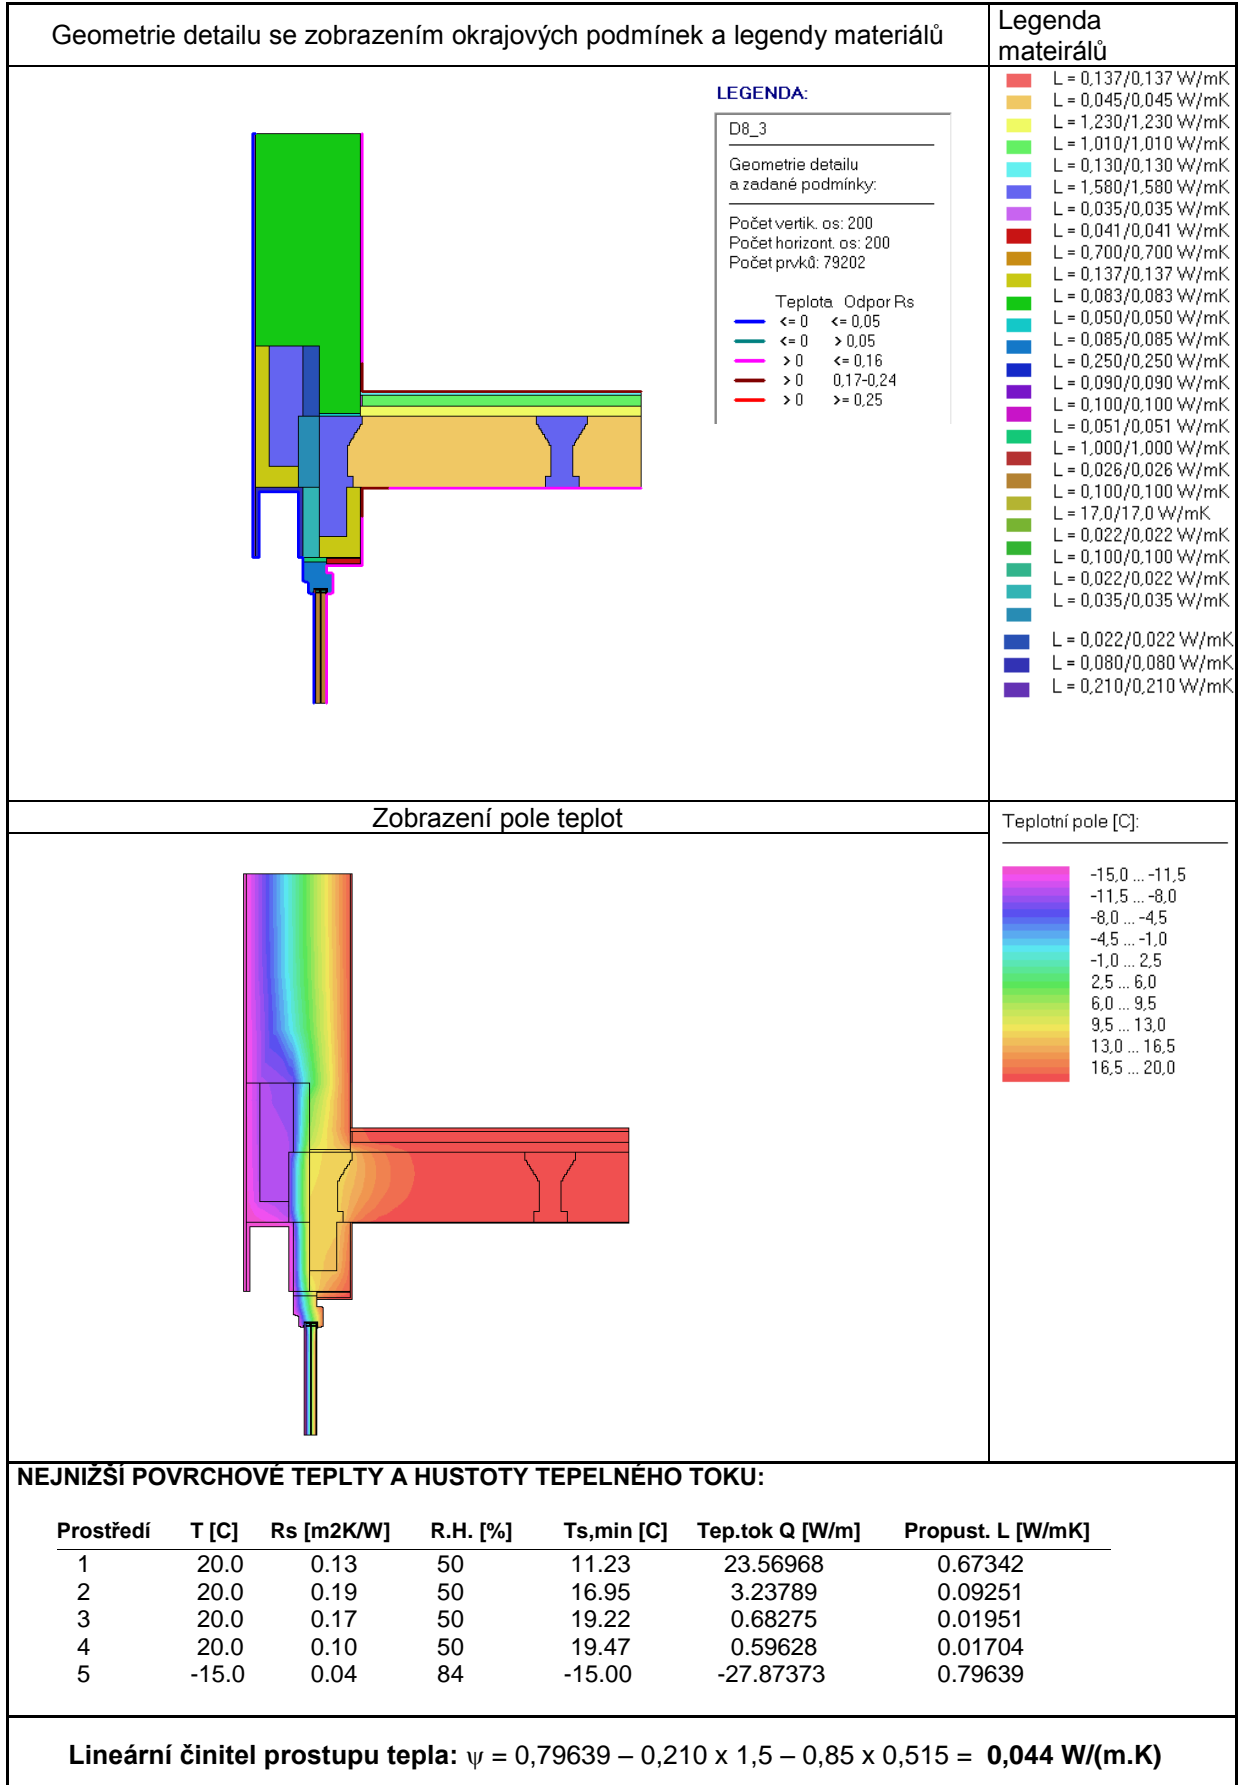 Geometrie detailu se zobrazením okrajových podmínek a legendy materiálů
Legenda
mateirálů
LEGENDA:
D8_3
Geometrie detailu
a zadané podmínky:
Počet vertik. os: 200
Počet horizont. os: 200
Počet prvků: 79202
Teplota Odpor Rs
<= 0 <= 0,05
<= 0 > 0,05
> 0 <= 0,16
> 0 0,17-0,24
> 0 >= 0,25
L = 0,137/0,137 W/mK
L = 0,045/0,045 W/mK
L = 1,230/1,230 W/mK
L = 1,010/1,010 W/mK
L = 0,130/0,130 W/mK
L = 1,580/1,580 W/mK
L = 0,035/0,035 W/mK
L = 0,041/0,041 W/mK
L = 0,700/0,700 W/mK
L = 0,137/0,137 W/mK
L = 0,083/0,083 W/mK
L = 0,050/0,050 W/mK
L = 0,085/0,085 W/mK
L = 0,250/0,250 W/mK
L = 0,090/0,090 W/mK
L = 0,100/0,100 W/mK
L = 0,051/0,051 W/mK
L = 1,000/1,000 W/mK
L = 0,026/0,026 W/mK
L = 0,100/0,100 W/mK
L = 17,0/17,0 W/mK
L = 0,022/0,022 W/mK
L = 0,100/0,100 W/mK
L = 0,022/0,022 W/mK
L = 0,035/0,035 W/mK
L = 0,022/0,022 W/mK
L = 0,080/0,080 W/mK
L = 0,210/0,210 W/mK
Zobrazení pole teplot
Teplotní pole [C]:
-15,0 ... -11,5
-11,5 ... -8,0
-8,0 ... -4,5
-4,5 ... -1,0
-1,0 ... 2,5
2,5 ... 6,0
6,0 ... 9,5
9,5 ... 13,0
13,0 ... 16,5
16,5 ... 20,0
NEJNIŽŠÍ POVRCHOVÉ TEPLTY A HUSTOTY TEPELNÉHO TOKU:
Prostředí T [C] Rs [m2K/W] R.H. [%] Ts,min [C] Tep.tok Q [W/m] Propust. L [W/mK]
1 20.0 0.13 50 11.23 23.56968 0.67342
2 20.0 0.19 50 16.95 3.23789 0.09251
3 20.0 0.17 50 19.22 0.68275 0.01951
4 20.0 0.10 50 19.47 0.59628 0.01704
5 -15.0 0.04 84 -15.00 -27.87373 0.79639
Lineární činitel prostupu tepla: ψ = 0,79639 – 0,210 x 1,5 – 0,85 x 0,515 = 0,044 W/(m.K)